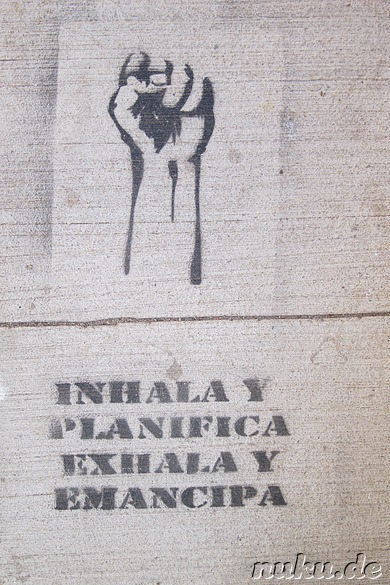 INHALA Y
PLANIFICA
EXHALA Y
EMANCIPA
nuku.de